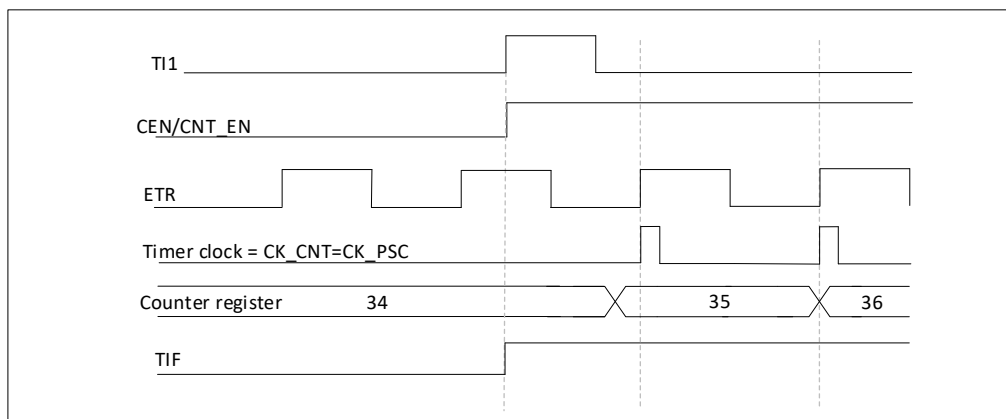 TI1
CEN/CNT_EN
ETR
Timer clock = CK_CNT=CK_PSC
Counter register 34 35 36
TIF